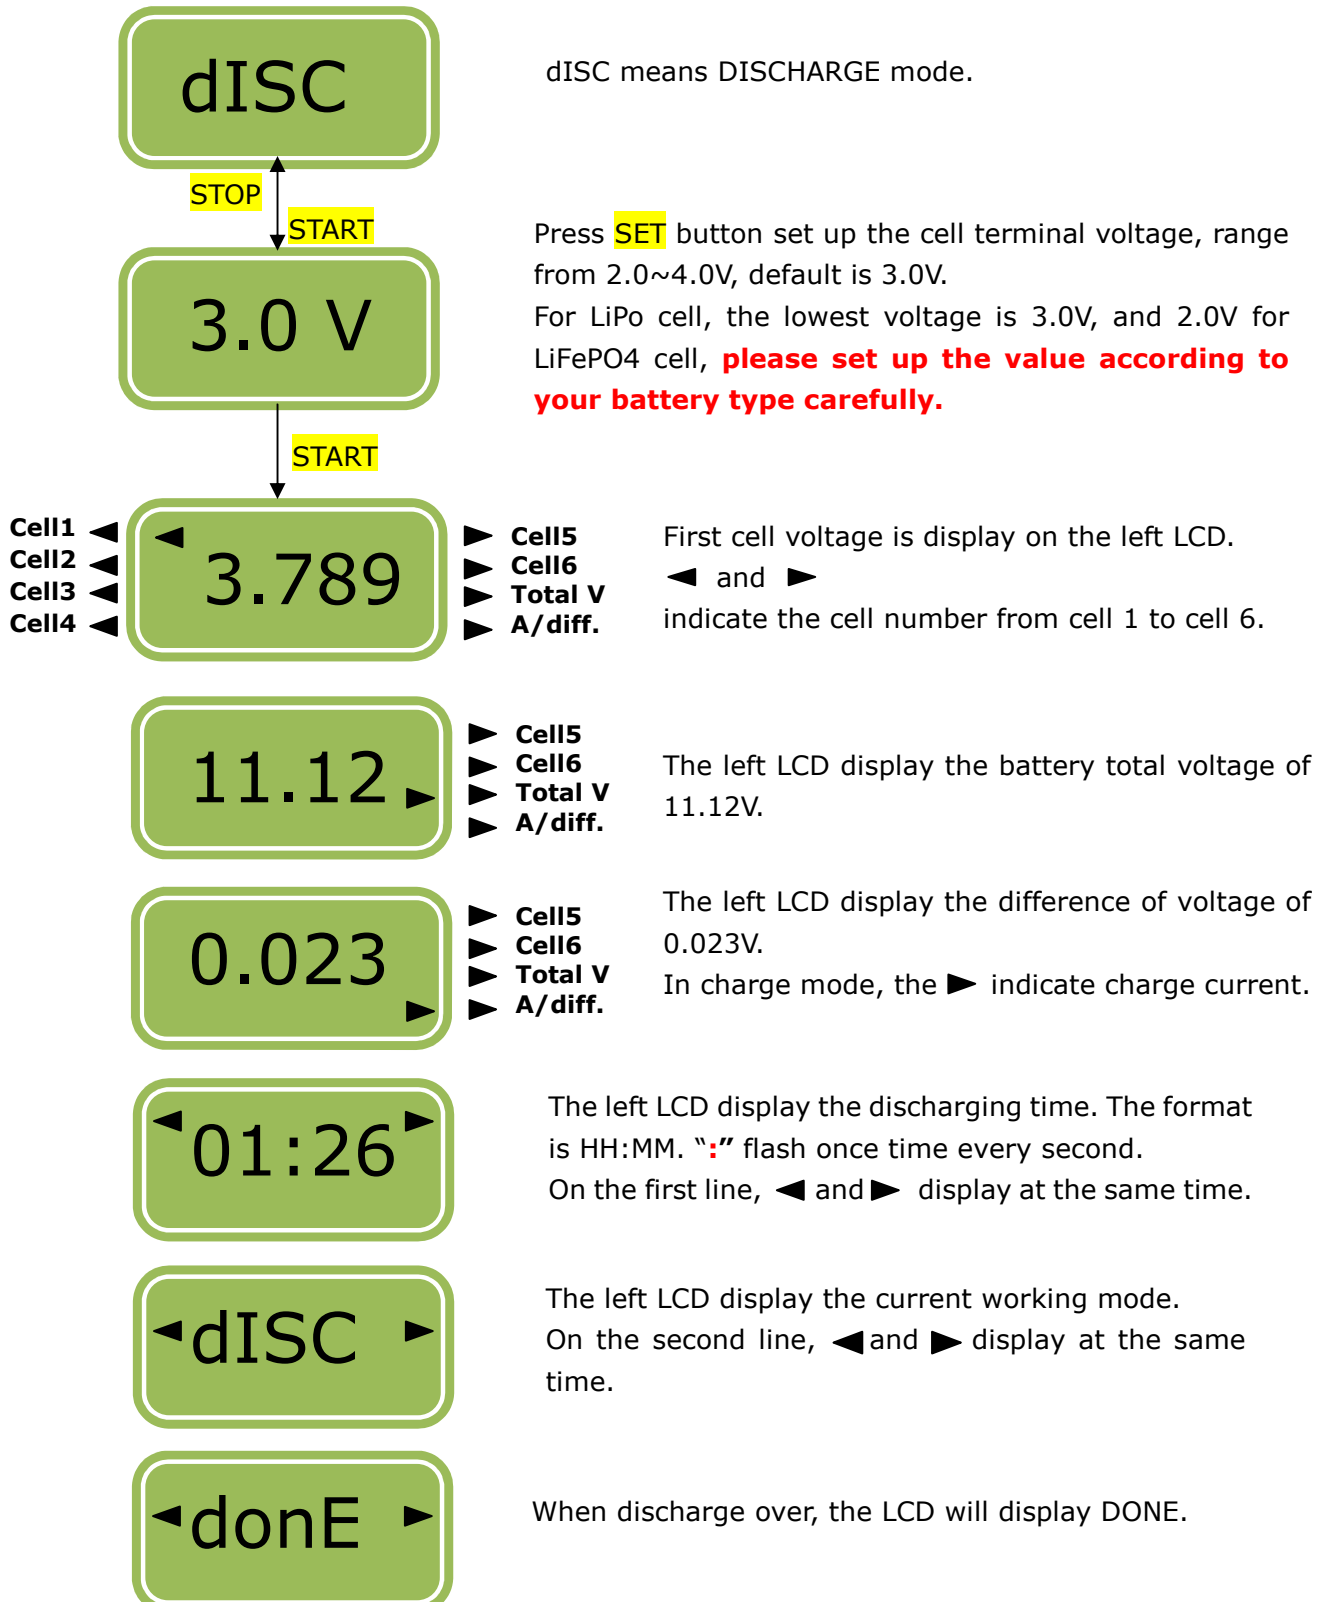 dISC
dISC means DISCHARGE mode.
STOP
START
3.0 V
Press SET button set up the cell terminal voltage, range
from 2.0~4.0V, default is 3.0V.
For LiPo cell, the lowest voltage is 3.0V, and 2.0V for
LiFePO4 cell, please set up the value according to
your battery type carefully.
START
Cell1
Cell2
Cell3
Cell4
3.789
Cell5
Cell6
Total V
A/diff.
First cell voltage is display on the left LCD.
◄ and ►
indicate the cell number from cell 1 to cell 6.
11.12
Cell5
Cell6
Total V
A/diff.
The left LCD display the battery total voltage of
11.12V.
0.023
Cell5
Cell6
Total V
A/diff.
The left LCD display the difference of voltage of
0.023V.
In charge mode, the ► indicate charge current.
01:26
The left LCD display the discharging time. The format
is HH:MM. “:” flash once time every second.
On the first line, ◄ and ► display at the same time.
dISC
The left LCD display the current working mode.
On the second line, ◄ and ► display at the same
time.
donE
When discharge over, the LCD will display DONE.